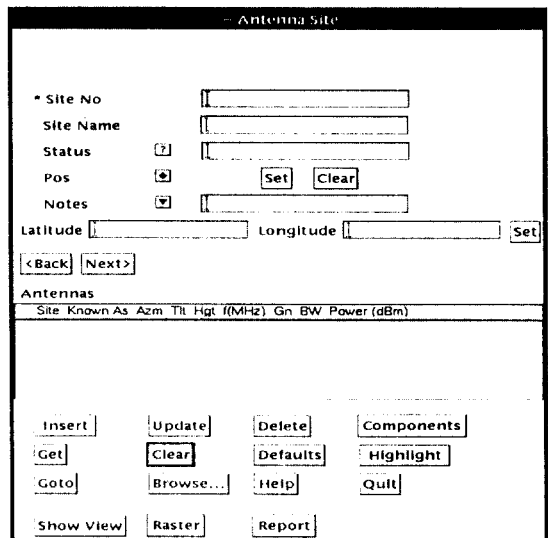 – Antenna Site
* Site No
Site Name
Status ?
Pos Set Clear
Notes
Latitude Longitude Set
<Back Next>
Antennas
Site Known As Azm Tlt Hgt f(MHz) Gn BW Power (dBm)
Insert Update Delete Components
Get Clear Defaults Highlight
Goto Browse... Help Quit
Show View Raster Report